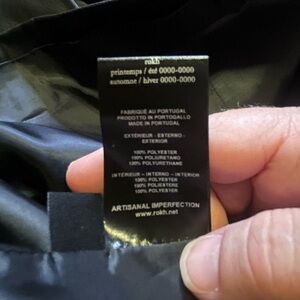 rokh
printemps / été 0000-0000
automne / hiver 0000-0000
FABRIQUÉ AU PORTUGAL
PRODOTTO IN PORTOGALLO
MADE IN PORTUGAL
EXTÉRIEUR - ESTERNO -
EXTERIOR
100% POLYESTER
100% POLIURETANO
100% POLYURETHANE
INTÉRIEUR - INTERNO - INTERIOR
100% POLYESTER
100% POLIESTERE
100% POLYESTER
ARTISANAL IMPERFECTION
www.rokh.net